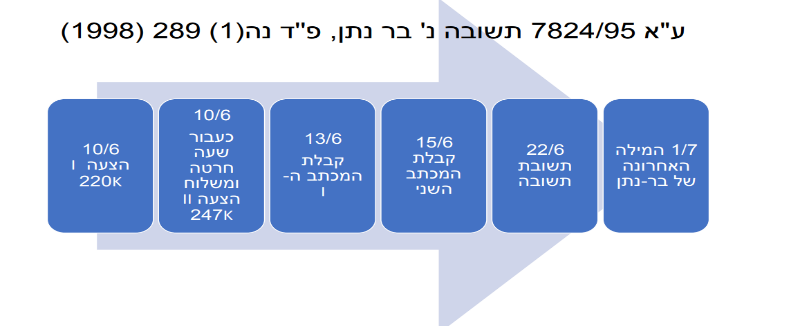 ע"א 7824/95 תשובה נ' בר נתן, פ"ד נה(1) 289 (1998)
10/6
הצעה I
220K
10/6
כעבור
שעה
חרטה
ומשלוח
הצעה II
247K
13/6
קבלת
המכתב ה-
I
15/6
קבלת
המכתב
השני
22/6
תשובת
תשובה
1/7 המילה
האחרונה
של בר-נתן